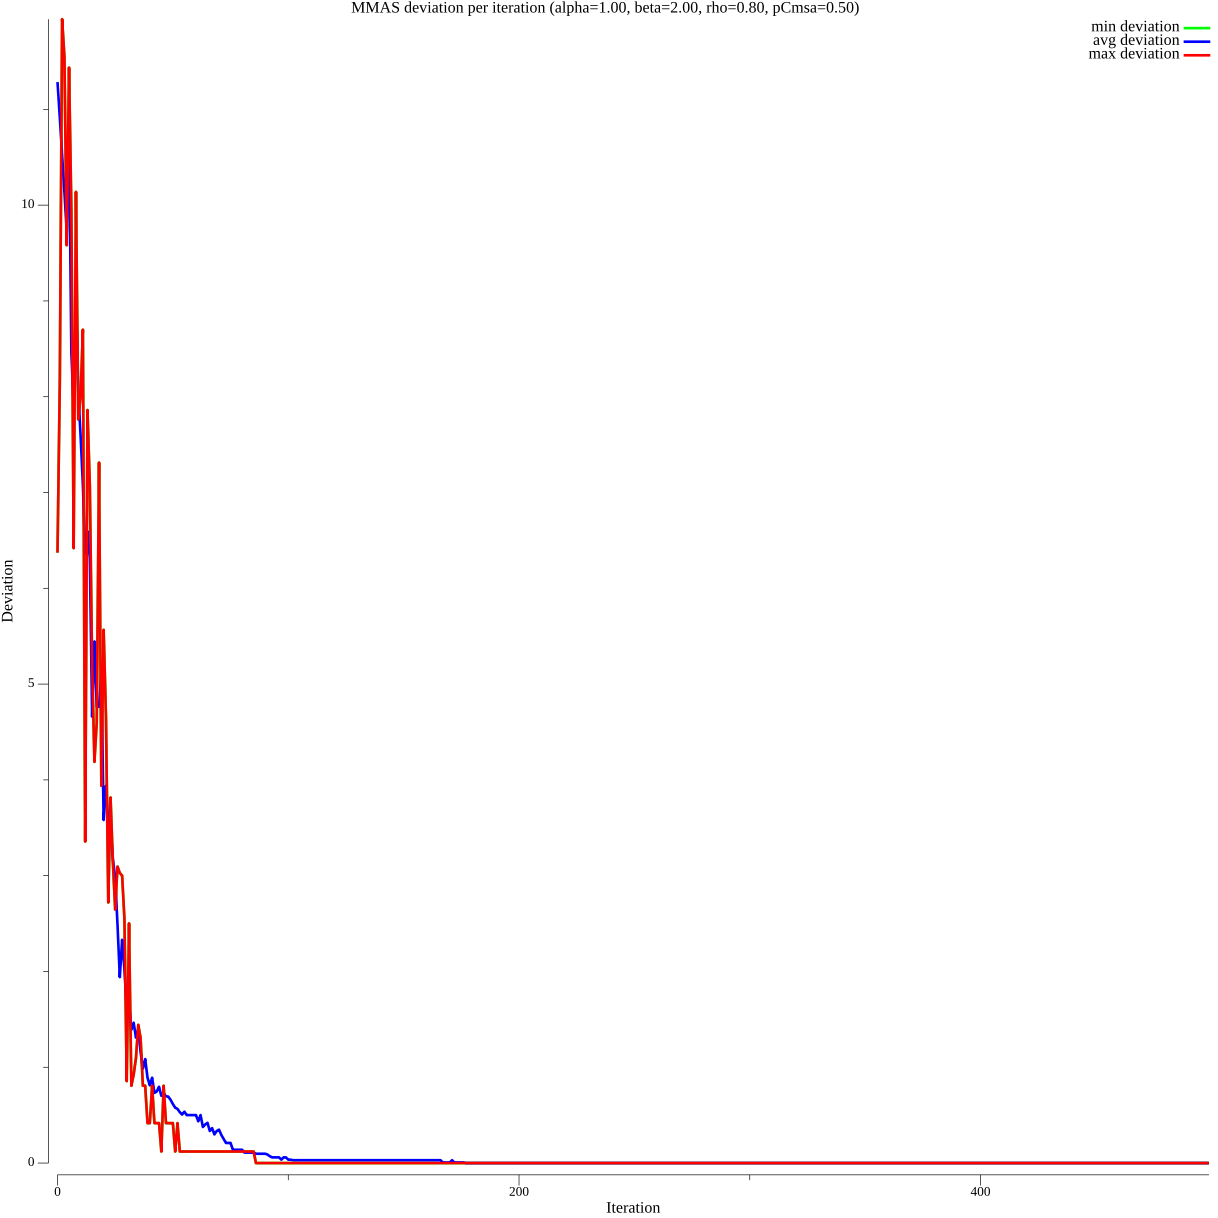 MMAS deviation per iteration (alpha=1.00, beta=2.00, rho=0.80, pCmsa=0.50)
min deviation
avg deviation
max deviation
10
5
0
Deviation
0
200
400
Iteration